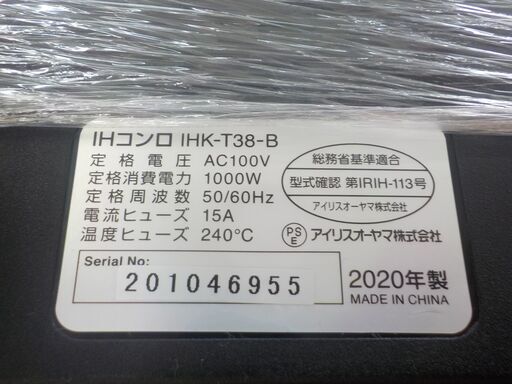 IHコンロ IHK-T38-B
定格電圧 AC100V
定格消費電力 1000W
定格周波数 50/60Hz
電流ヒューズ 15A
温度ヒューズ 240℃
総務省基準適合
型式確認 第IRIH-113号
アイリスオーヤマ株式会社
PSE アイリスオーヤマ株式会社
Serial No:
201046955
2020年製
MADE IN CHINA